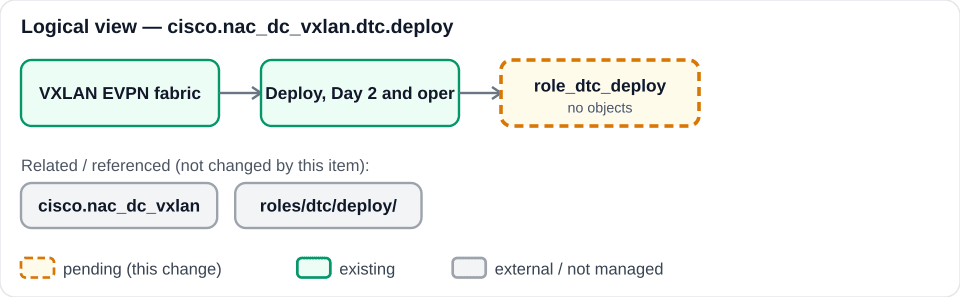 Logical view — cisco.nac_dc_vxlan.dtc.deploy
VXLAN EVPN fabric
Deploy, Day 2 and oper
role_dtc_deploy
no objects
Related / referenced (not changed by this item):
cisco.nac_dc_vxlan
roles/dtc/deploy/
pending (this change)
existing
external / not managed